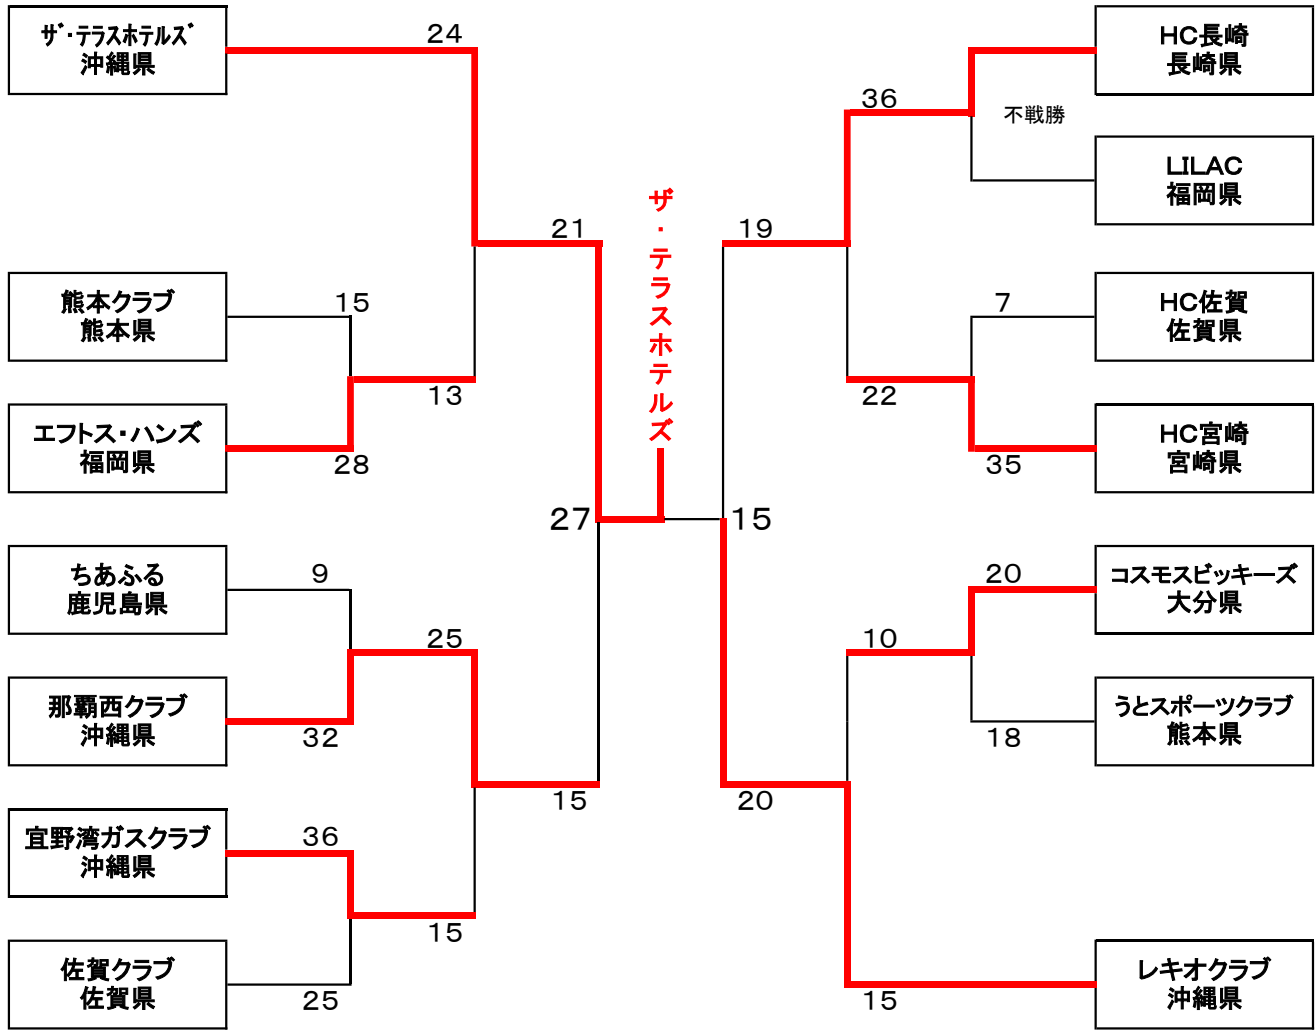 ザ・テラスホテルズ
沖縄県
24
熊本クラブ
熊本県
15
エフトス・ハンズ
福岡県
28
13
21
ちあふる
鹿児島県
9
那覇西クラブ
沖縄県
32
25
宜野湾ガスクラブ
沖縄県
36
佐賀クラブ
佐賀県
25
15
15
27
ザ・テラスホテルズ
15
HC長崎
長崎県
不戦勝
LILAC
福岡県
36
19
HC佐賀
佐賀県
7
HC宮崎
宮崎県
35
22
コスモスビッキーズ
大分県
20
うとスポーツクラブ
熊本県
18
10
20
レキオクラブ
沖縄県
15